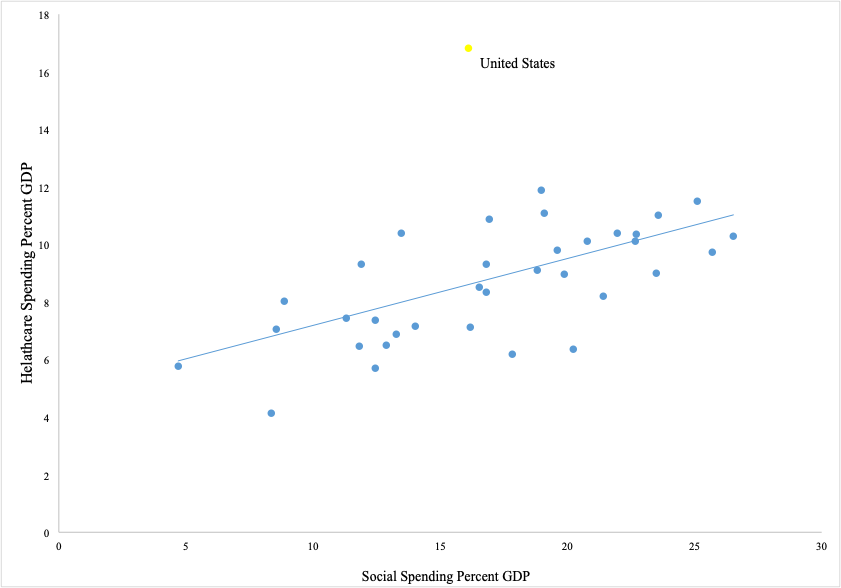 18
16
United States
14
12
10
8
6
4
2
0
Helathcare Spending Percent GDP
0 5 10 15 20 25 30
Social Spending Percent GDP